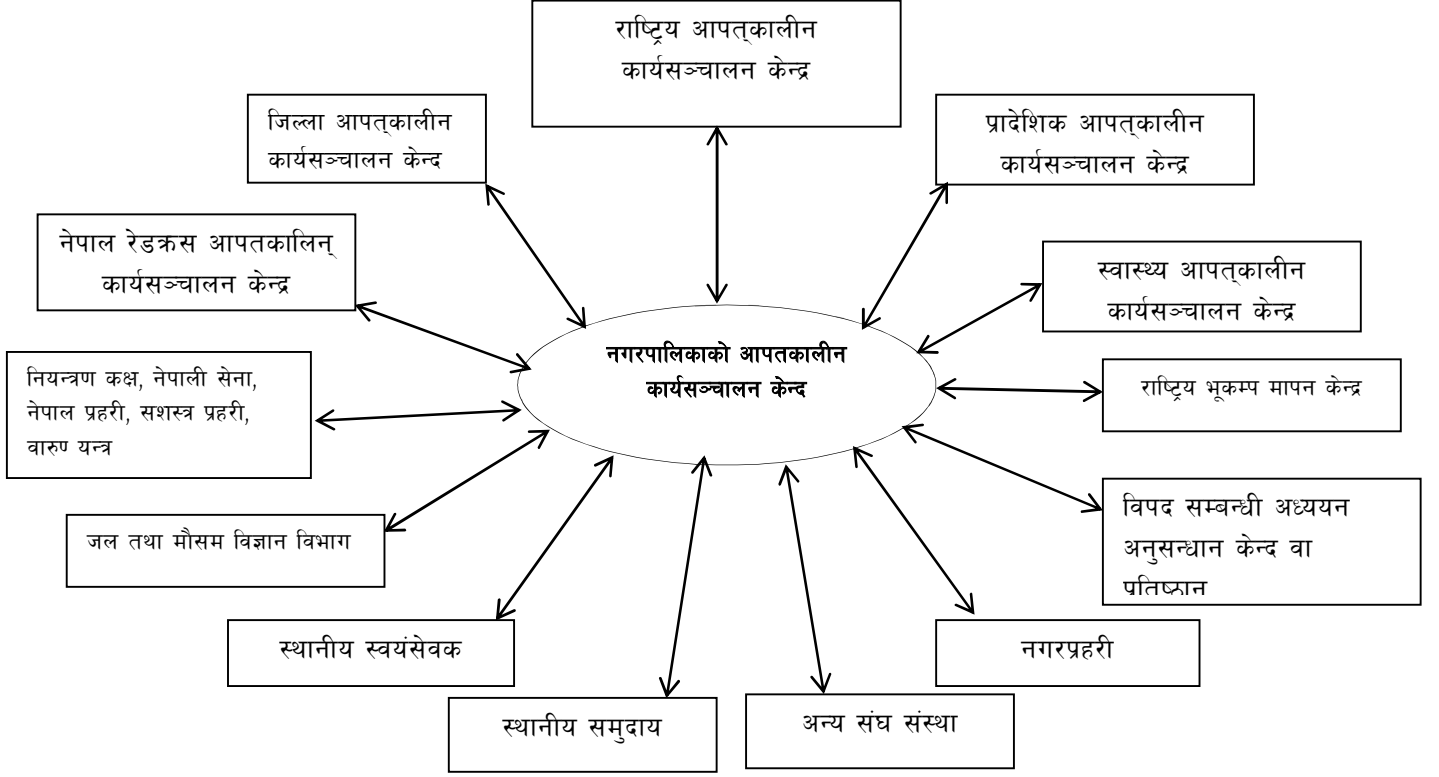 राष्ट्रिय आपत्कालीन
कार्यसञ्चालन केन्द्र
जिल्ला आपत्कालीन
कार्यसञ्चालन केन्द
प्रादेशिक आपत्कालीन
कार्यसञ्चालन केन्द्र
नेपाल रेडक्रस आपतकालिन्
कार्यसञ्चालन केन्द्र
स्वास्थ्य आपत्कालीन
कार्यसञ्चालन केन्द्र
नगरपालिकाको आपतकालीन
कार्यसञ्चालन केन्द
नियन्त्रण कक्ष, नेपाली सेना,
नेपाल प्रहरी, सशस्त्र प्रहरी,
वारुण यन्त्र
राष्ट्रिय भूकम्प मापन केन्द्र
विपद सम्बन्धी अध्ययन
अनुसन्धान केन्द वा
प्रतिष्ठान
जल तथा मौसम विज्ञान विभाग
स्थानीय स्वयंसेवक
नगरप्रहरी
स्थानीय समुदाय
अन्य संघ संस्था